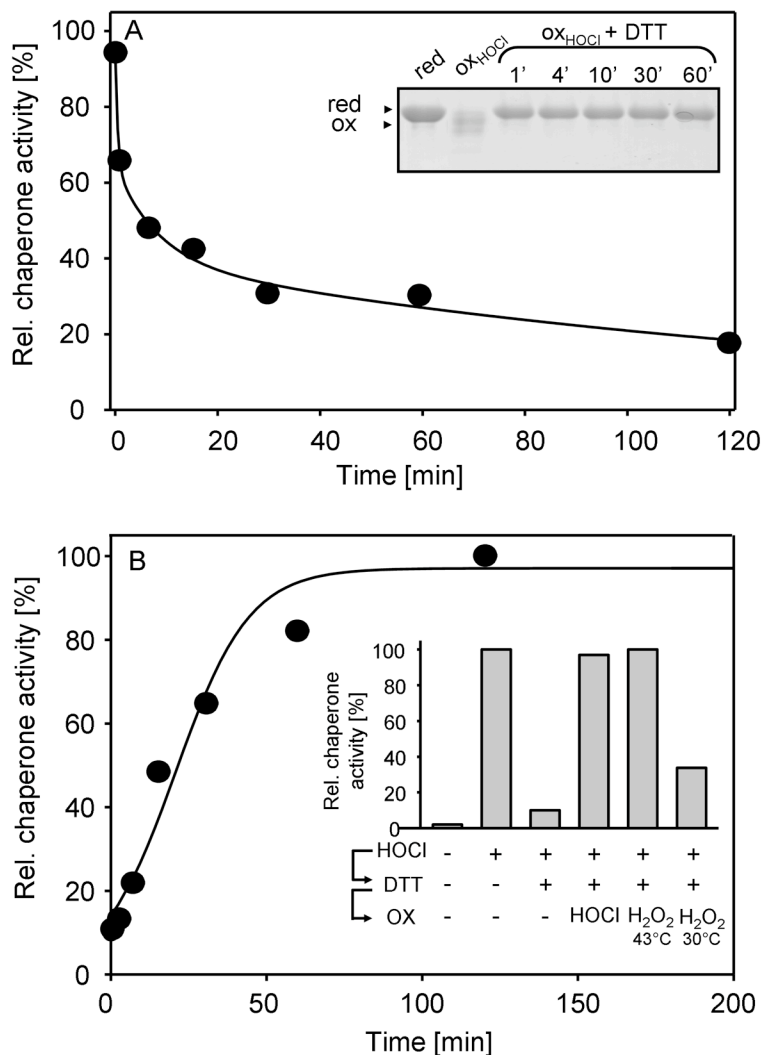 A
Rel. chaperone activity [%]
100
80
60
40
20
0
0 20 40 60 80 100 120
Time [min]
red
oxHOCl
oxHOCl + DTT
1’ 4’ 10’ 30’ 60’
red
ox
B
Rel. chaperone activity [%]
100
80
60
40
20
0
0 50 100 150 200
Time [min]
Rel. chaperone
activity [%]
100
80
60
40
20
0
HOCl - + + + + +
DTT - - + + + +
OX - - - HOCl H2O2 H2O2
43°C 30°C